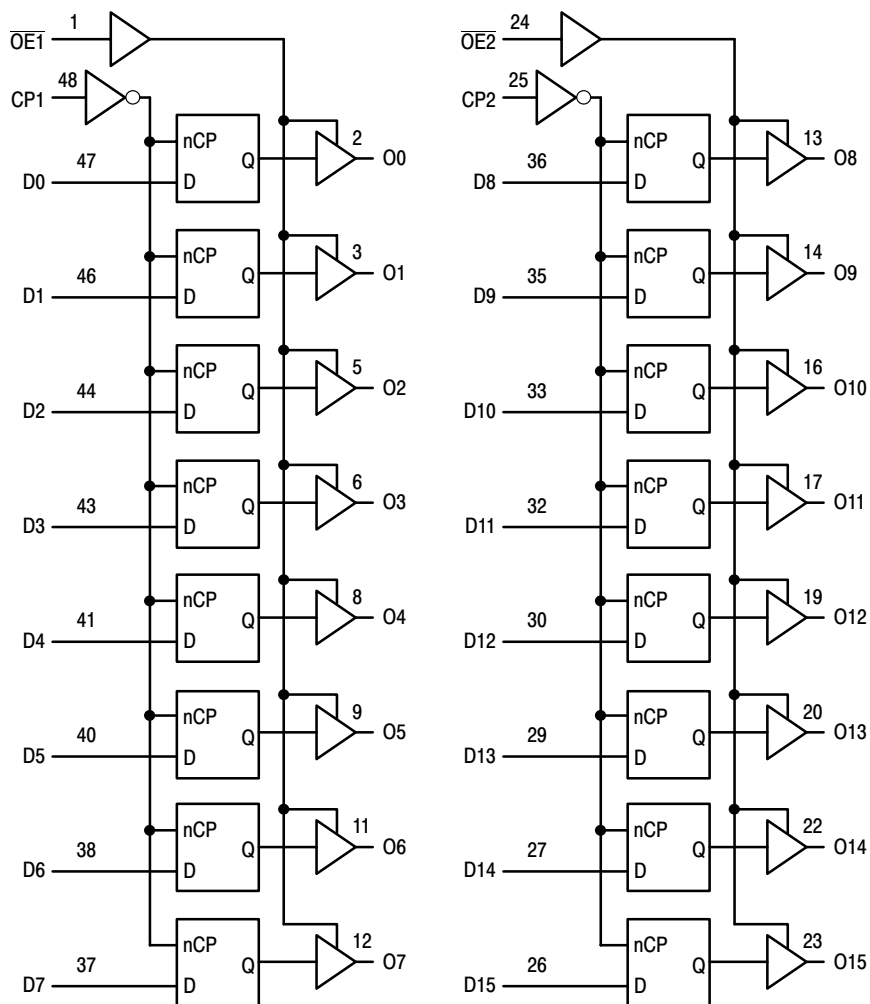 OE1 1
48
CP1
nCP
47 Q 2 O0
D0 D
nCP
46 Q 3 O1
D1 D
nCP
44 Q 5 O2
D2 D
nCP
43 Q 6 O3
D3 D
nCP
41 Q 8 O4
D4 D
nCP
40 Q 9 O5
D5 D
nCP
38 Q 11 O6
D6 D
nCP
37 Q 12 O7
D7 D
OE2 24
25
CP2
nCP
36 Q 13 O8
D8 D
nCP
35 Q 14 O9
D9 D
nCP
33 Q 16 O10
D10 D
nCP
32 Q 17 O11
D11 D
nCP
30 Q 19 O12
D12 D
nCP
29 Q 20 O13
D13 D
nCP
27 Q 22 O14
D14 D
nCP
26 Q 23 O15
D15 D